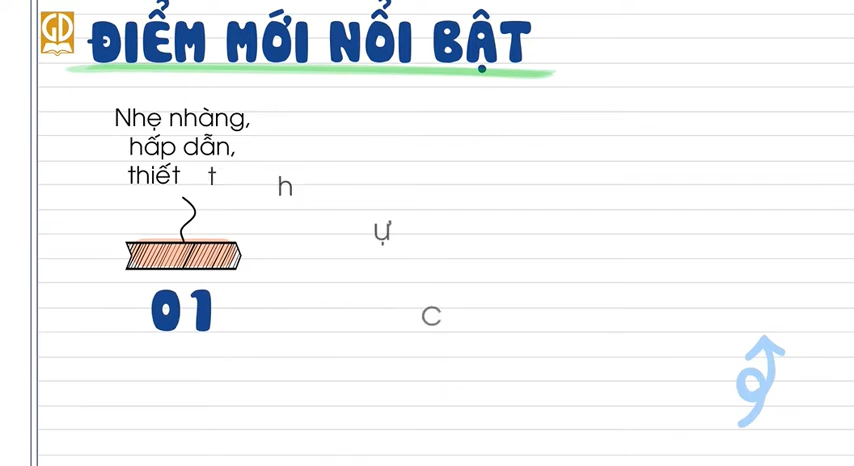 GD
ĐIỂM MỚI NỔI BẬT
Nhẹ nhàng,
hấp dẫn,
thiết t h ự c
01